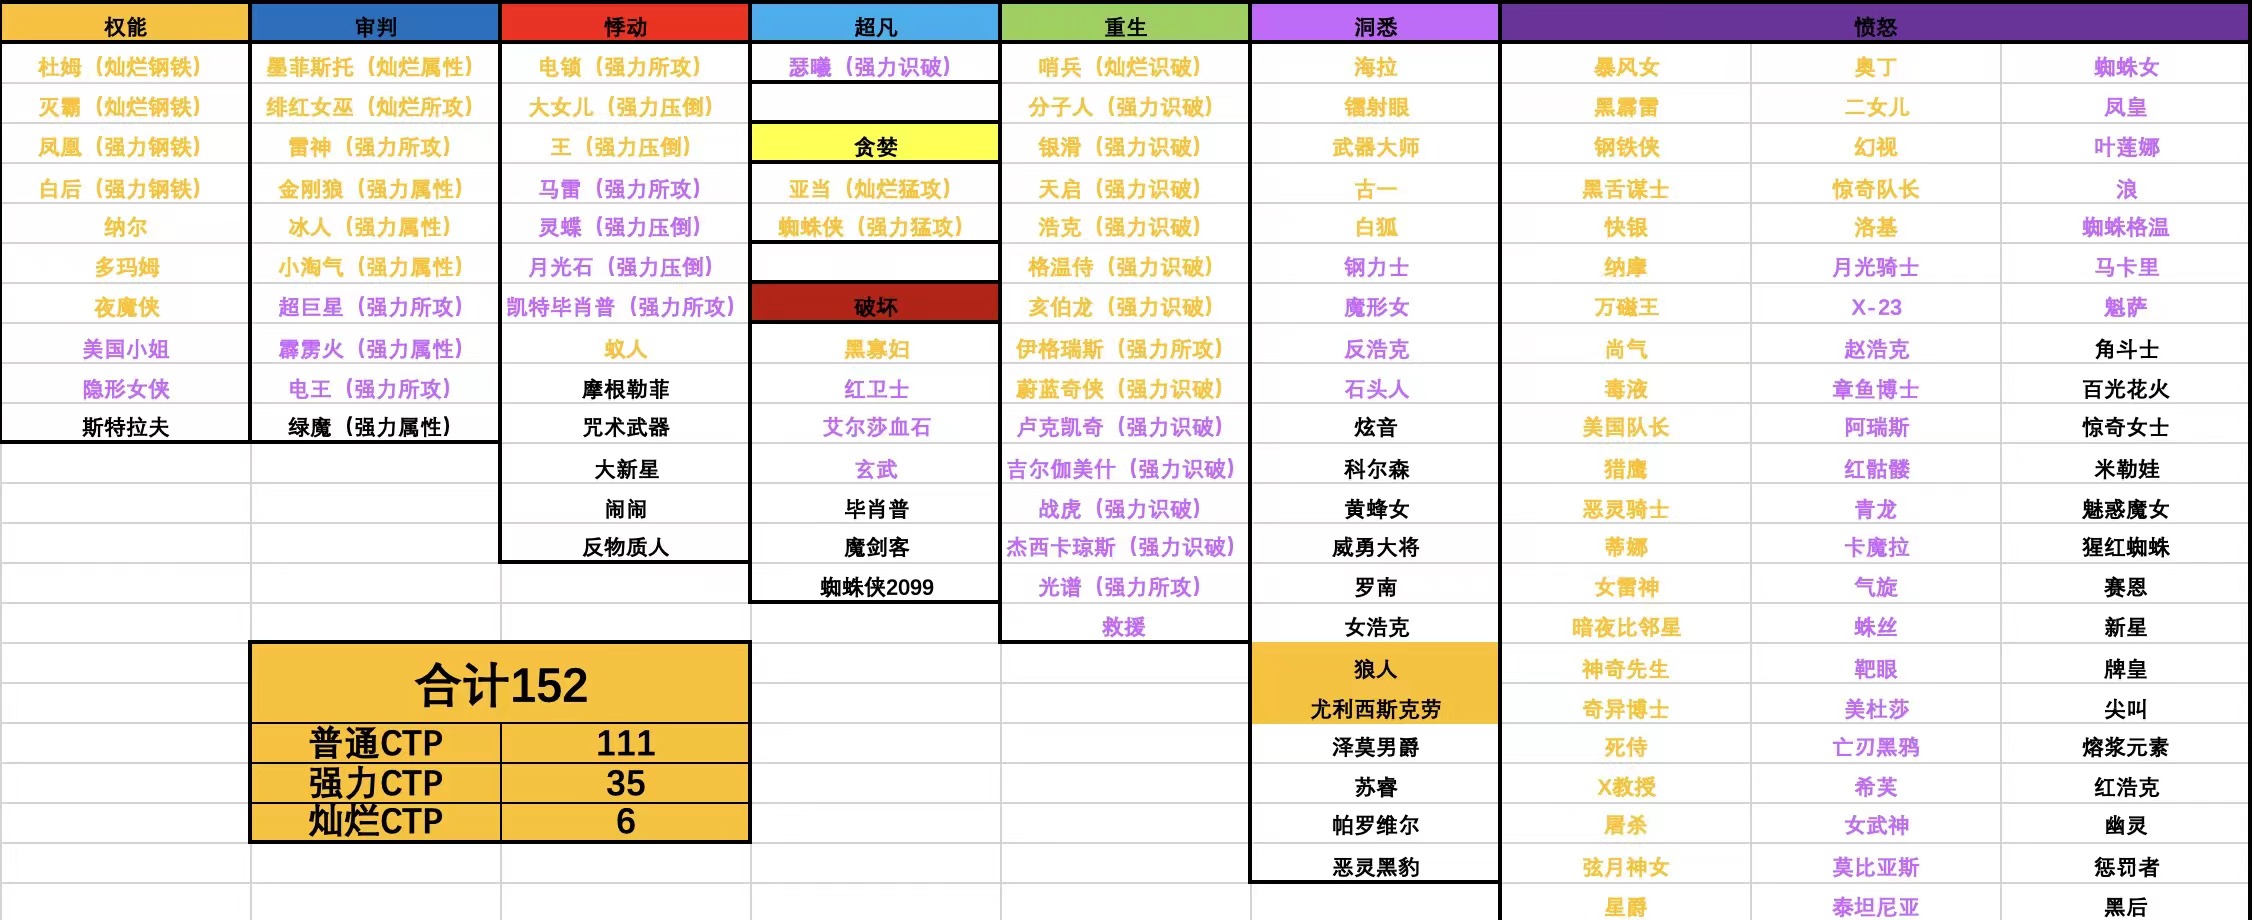 权能 审判 悸动 超凡 重生 洞悉 愤怒
杜姆（灿烂钢铁） 墨菲斯托（灿烂属性） 电锁（强力所攻） 瑟曦（强力识破） 哨兵（灿烂识破） 海拉 暴风女 奥丁 蜘蛛女
灭霸（灿烂钢铁） 绯红女巫（灿烂所攻） 大女儿（强力压倒） 分子人（强力识破） 镭射眼 黑霹雷 二女儿 凤皇
凤凰（强力钢铁） 雷神（强力所攻） 王（强力压倒） 贪婪 银滑（强力识破） 武器大师 钢铁侠 幻视 叶莲娜
白后（强力钢铁） 金刚狼（强力属性） 马雷（强力所攻） 亚当（灿烂猛攻） 天启（强力识破） 古一 黑舌谋士 惊奇队长 浪
纳尔 冰人（强力属性） 灵蝶（强力压倒） 蜘蛛侠（强力猛攻） 浩克（强力识破） 白狐 快银 洛基 蜘蛛格温
多玛姆 小淘气（强力属性） 月光石（强力压倒） 格温侍（强力识破） 钢力士 纳摩 月光骑士 马卡里
夜魔侠 超巨星（强力所攻） 凯特毕肖普（强力所攻） 破坏 亥伯龙（强力识破） 魔形女 万磁王 X-23 魁萨
美国小姐 霹雳火（强力属性） 蚁人 黑寡妇 伊格瑞斯（强力所攻） 反浩克 尚气 赵浩克 角斗士
隐形女侠 电王（强力所攻） 摩根勒菲 红卫士 蔚蓝奇侠（强力识破） 石头人 毒液 章鱼博士 百光花火
斯特拉夫 绿魔（强力属性） 咒术武器 艾尔莎血石 卢克凯奇（强力识破） 炫音 美国队长 阿瑞斯 惊奇女士
大新星 玄武 吉尔伽美什（强力识破） 科尔森 猎鹰 红骷髅 米勒娃
闹闹 毕肖普 战虎（强力识破） 黄蜂女 恶灵骑士 青龙 魅惑魔女
反物质人 魔剑客 杰西卡琼斯（强力识破） 威勇大将 蒂娜 卡魔拉 猩红蜘蛛
蜘蛛侠2099 光谱（强力所攻） 罗南 女雷神 气旋 赛恩
救援 女浩克 暗夜比邻星 蛛丝 新星
合计152 狼人 神奇先生 靶眼 牌皇
尤利西斯克劳 奇异博士 美杜莎 尖叫
普通CTP 111 泽莫男爵 死侍 亡刃黑鸦 熔浆元素
强力CTP 35 苏睿 X教授 希芙 红浩克
灿烂CTP 6 帕罗维尔 屠杀 女武神 幽灵
恶灵黑豹 弦月神女 莫比亚斯 惩罚者
星爵 泰坦尼亚 黑后